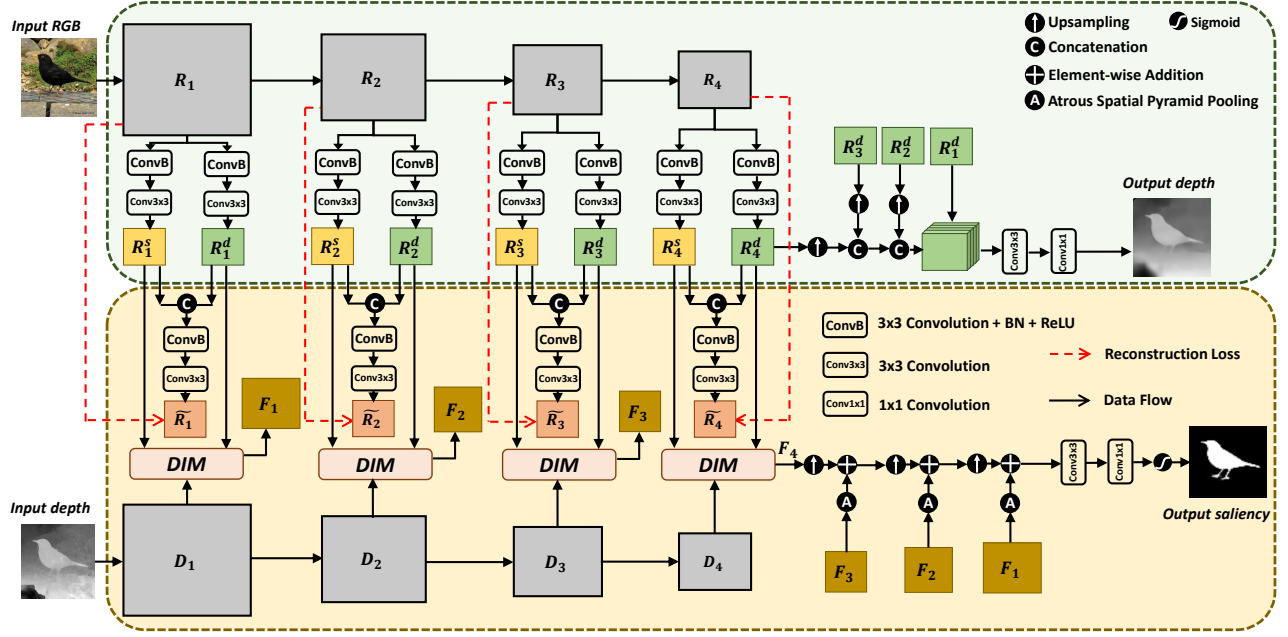 Input RGB
R₁
R₂
R₃
R₄
Upsampling
Sigmoid
C Concatenation
Element-wise Addition
A Atrous Spatial Pyramid Pooling
ConvB ConvB ConvB ConvB ConvB ConvB ConvB ConvB
Conv3x3 Conv3x3 Conv3x3 Conv3x3 Conv3x3 Conv3x3 Conv3x3 Conv3x3
R₁ˢ R₁ᵈ R₂ˢ R₂ᵈ R₃ˢ R₃ᵈ R₄ˢ R₄ᵈ
R₃ᵈ R₂ᵈ R₁ᵈ
C C
Conv3x3
Conv1x1
Output depth
C C C C
ConvB ConvB ConvB ConvB
Conv3x3 Conv3x3 Conv3x3 Conv3x3
R̃₁ F₁ R̃₂ F₂ R̃₃ F₃ R̃₄
DIM DIM DIM DIM
F₄
ConvB 3x3 Convolution + BN + ReLU
Conv3x3 3x3 Convolution
Conv1x1 1x1 Convolution
Reconstruction Loss
Data Flow
A A A
Conv3x3
Conv1x1
Output saliency
F₃ F₂ F₁
Input depth
D₁
D₂
D₃
D₄